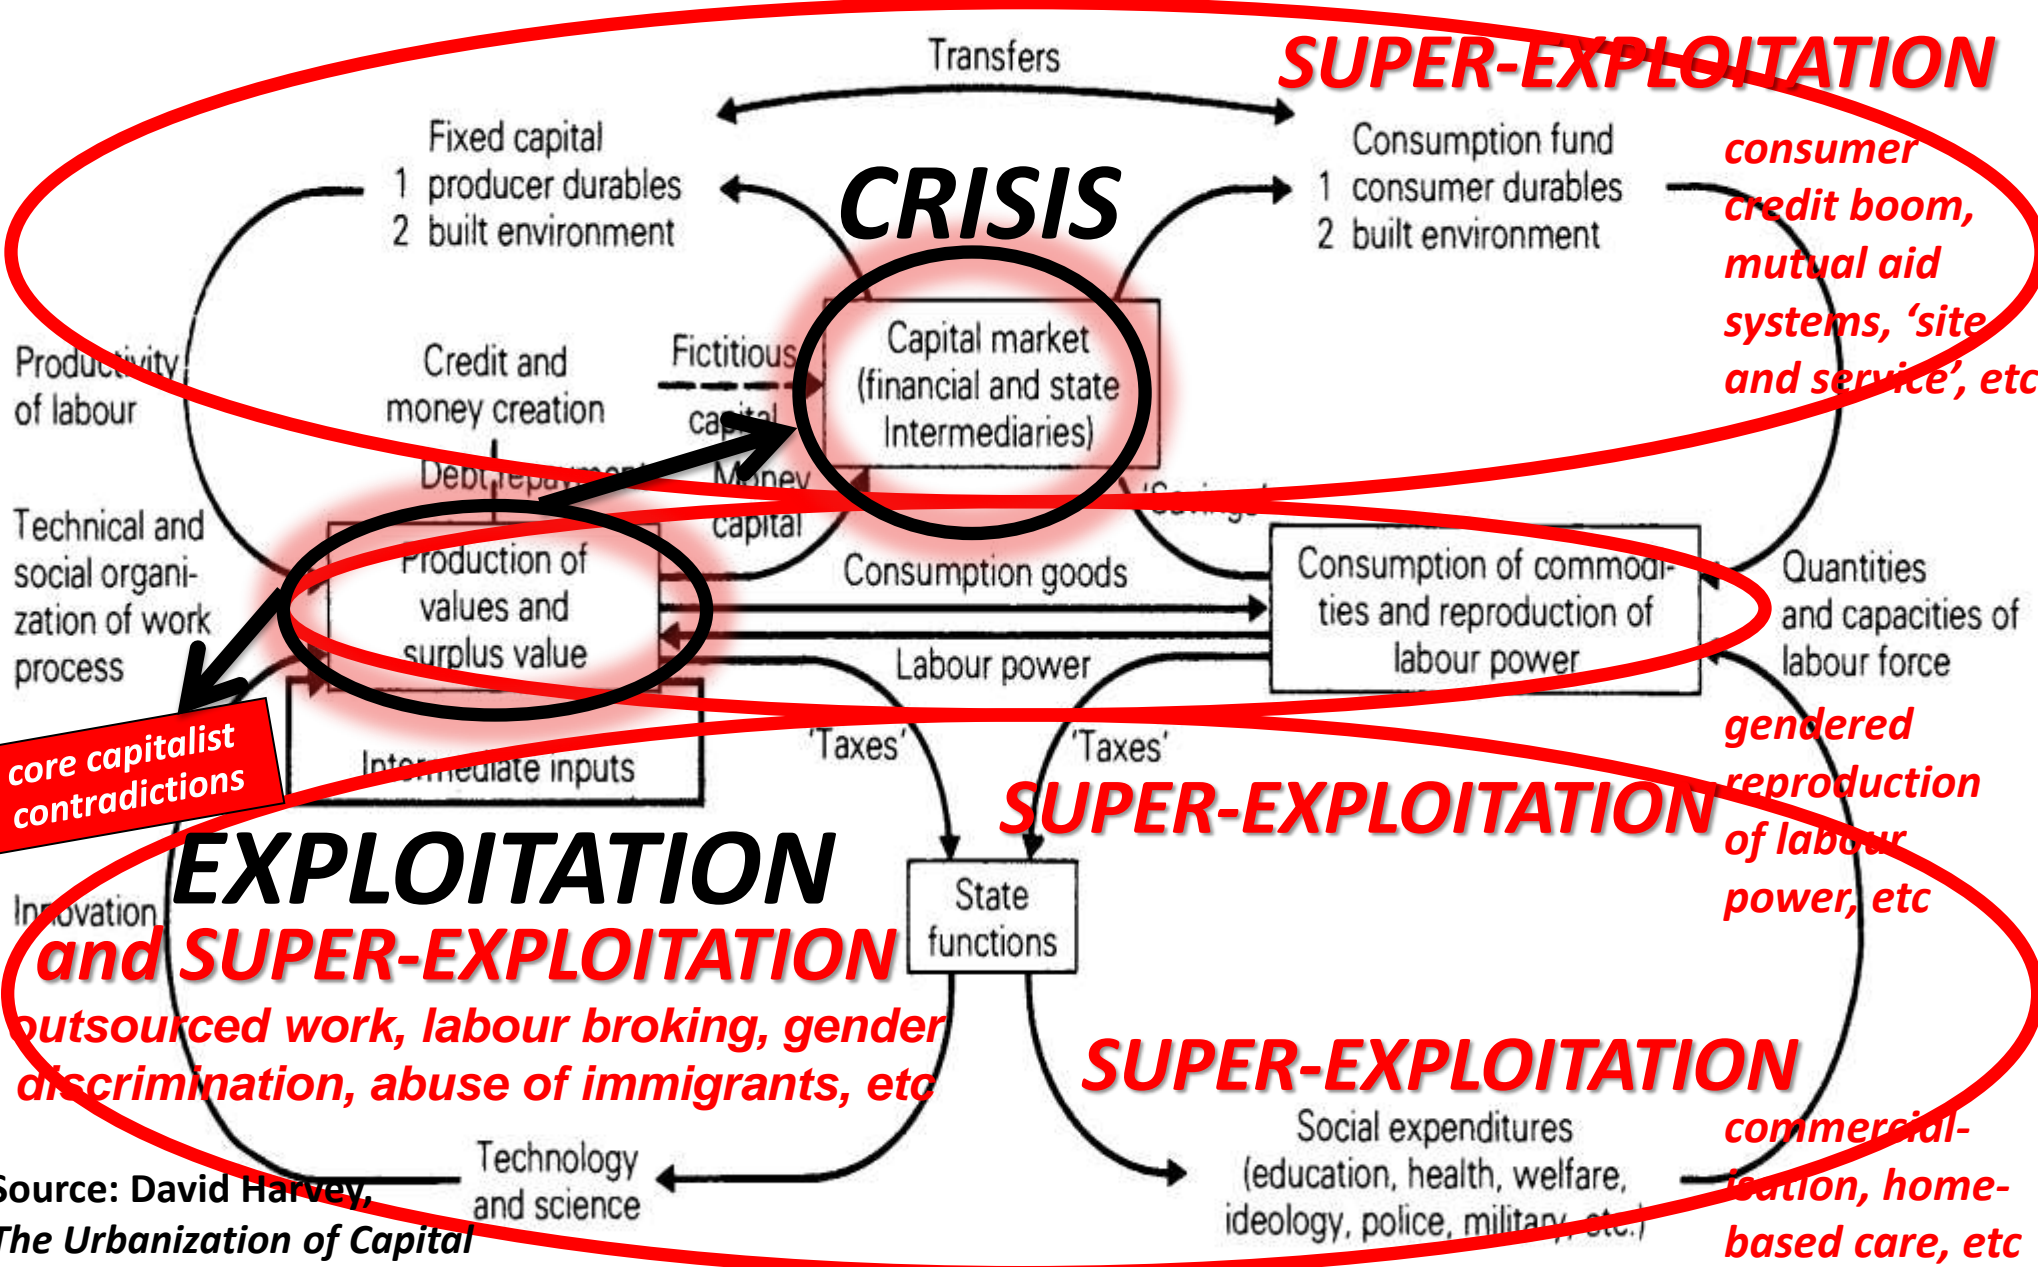 Transfers
SUPER-EXPLOITATION
Fixed capital
1 producer durables
2 built environment
CRISIS
Consumption fund
1 consumer durables
2 built environment
consumer
credit boom,
mutual aid
systems, ‘site
and service’, etc
Productivity
of labour
Credit and
money creation
Fictitious
capital
Capital market
(financial and state
Intermediaries)
Debt repayment
Money
capital
‘Savings’
Technical and
social organi-
zation of work
process
Production of
values and
surplus value
Consumption goods
Labour power
Consumption of commodi-
ties and reproduction of
labour power
Quantities
and capacities of
labour force
core capitalist
contradictions
Intermediate inputs
‘Taxes’
‘Taxes’
gendered
reproduction
of labour
power, etc
SUPER-EXPLOITATION
EXPLOITATION
and SUPER-EXPLOITATION
outsourced work, labour broking, gender
discrimination, abuse of immigrants, etc
Innovation
State
functions
SUPER-EXPLOITATION
Technology
and science
Social expenditures
(education, health, welfare,
ideology, police, military, etc.)
commercial-
isation, home-
based care, etc
Source: David Harvey,
The Urbanization of Capital